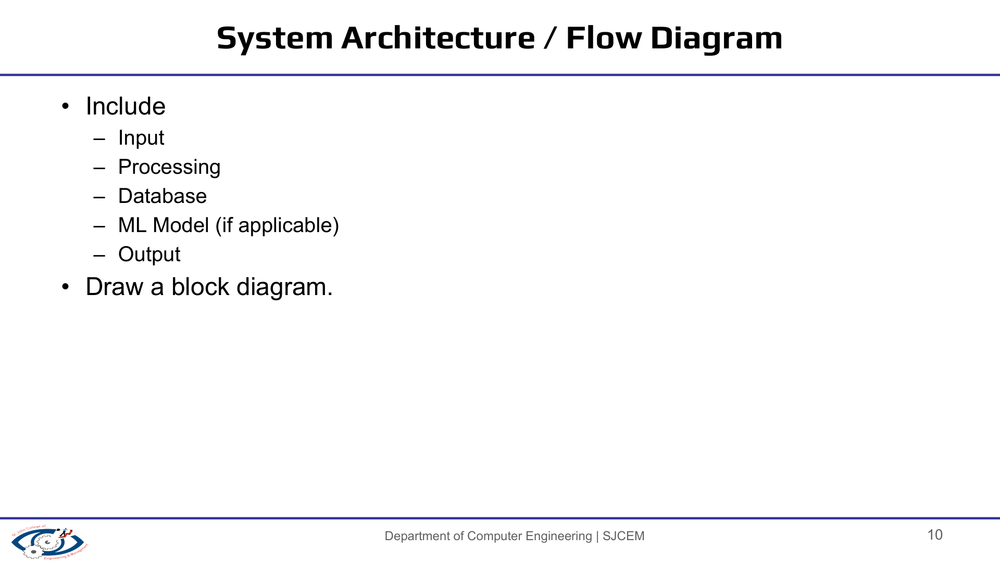 System Architecture / Flow Diagram
• Include
– Input
– Processing
– Database
– ML Model (if applicable)
– Output
• Draw a block diagram.
St. John College of
Engineering & Management
Department of Computer Engineering | SJCEM
10